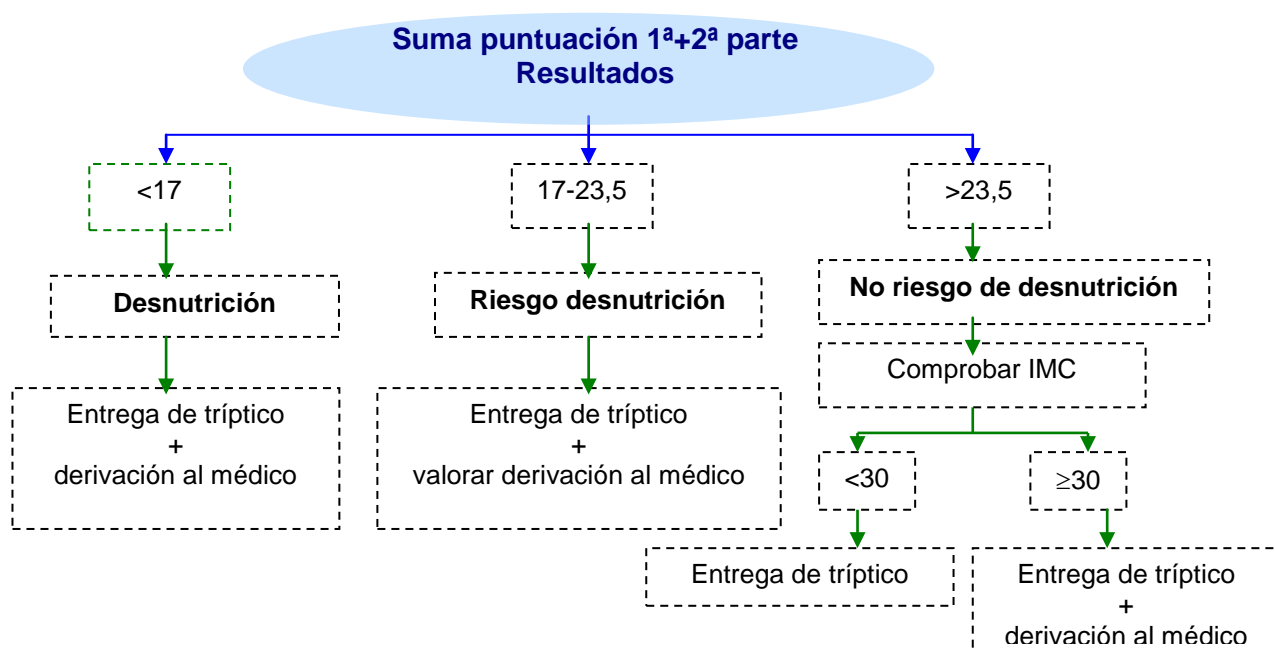 Suma puntuación 1ª+2ª parte
Resultados
<17
17-23,5
>23,5
Desnutrición
Riesgo desnutrición
No riesgo de desnutrición
Comprobar IMC
Entrega de tríptico
+
derivación al médico
Entrega de tríptico
+
valorar derivación al médico
<30
≥30
Entrega de tríptico
Entrega de tríptico
+
derivación al médico